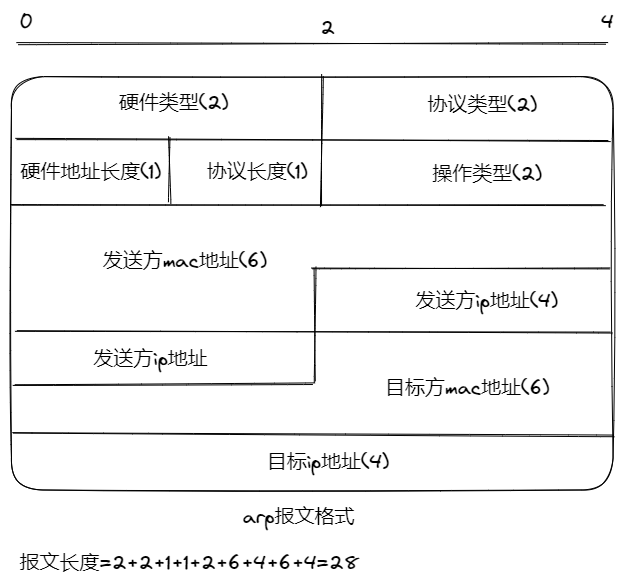 0 2 4
硬件类型(2) 协议类型(2)
硬件地址长度(1) 协议长度(1) 操作类型(2)
发送方mac地址(6)
发送方ip地址(4)
发送方ip地址
目标方mac地址(6)
目标ip地址(4)
arp报文格式
报文长度=2+2+1+1+2+6+4+6+4=28